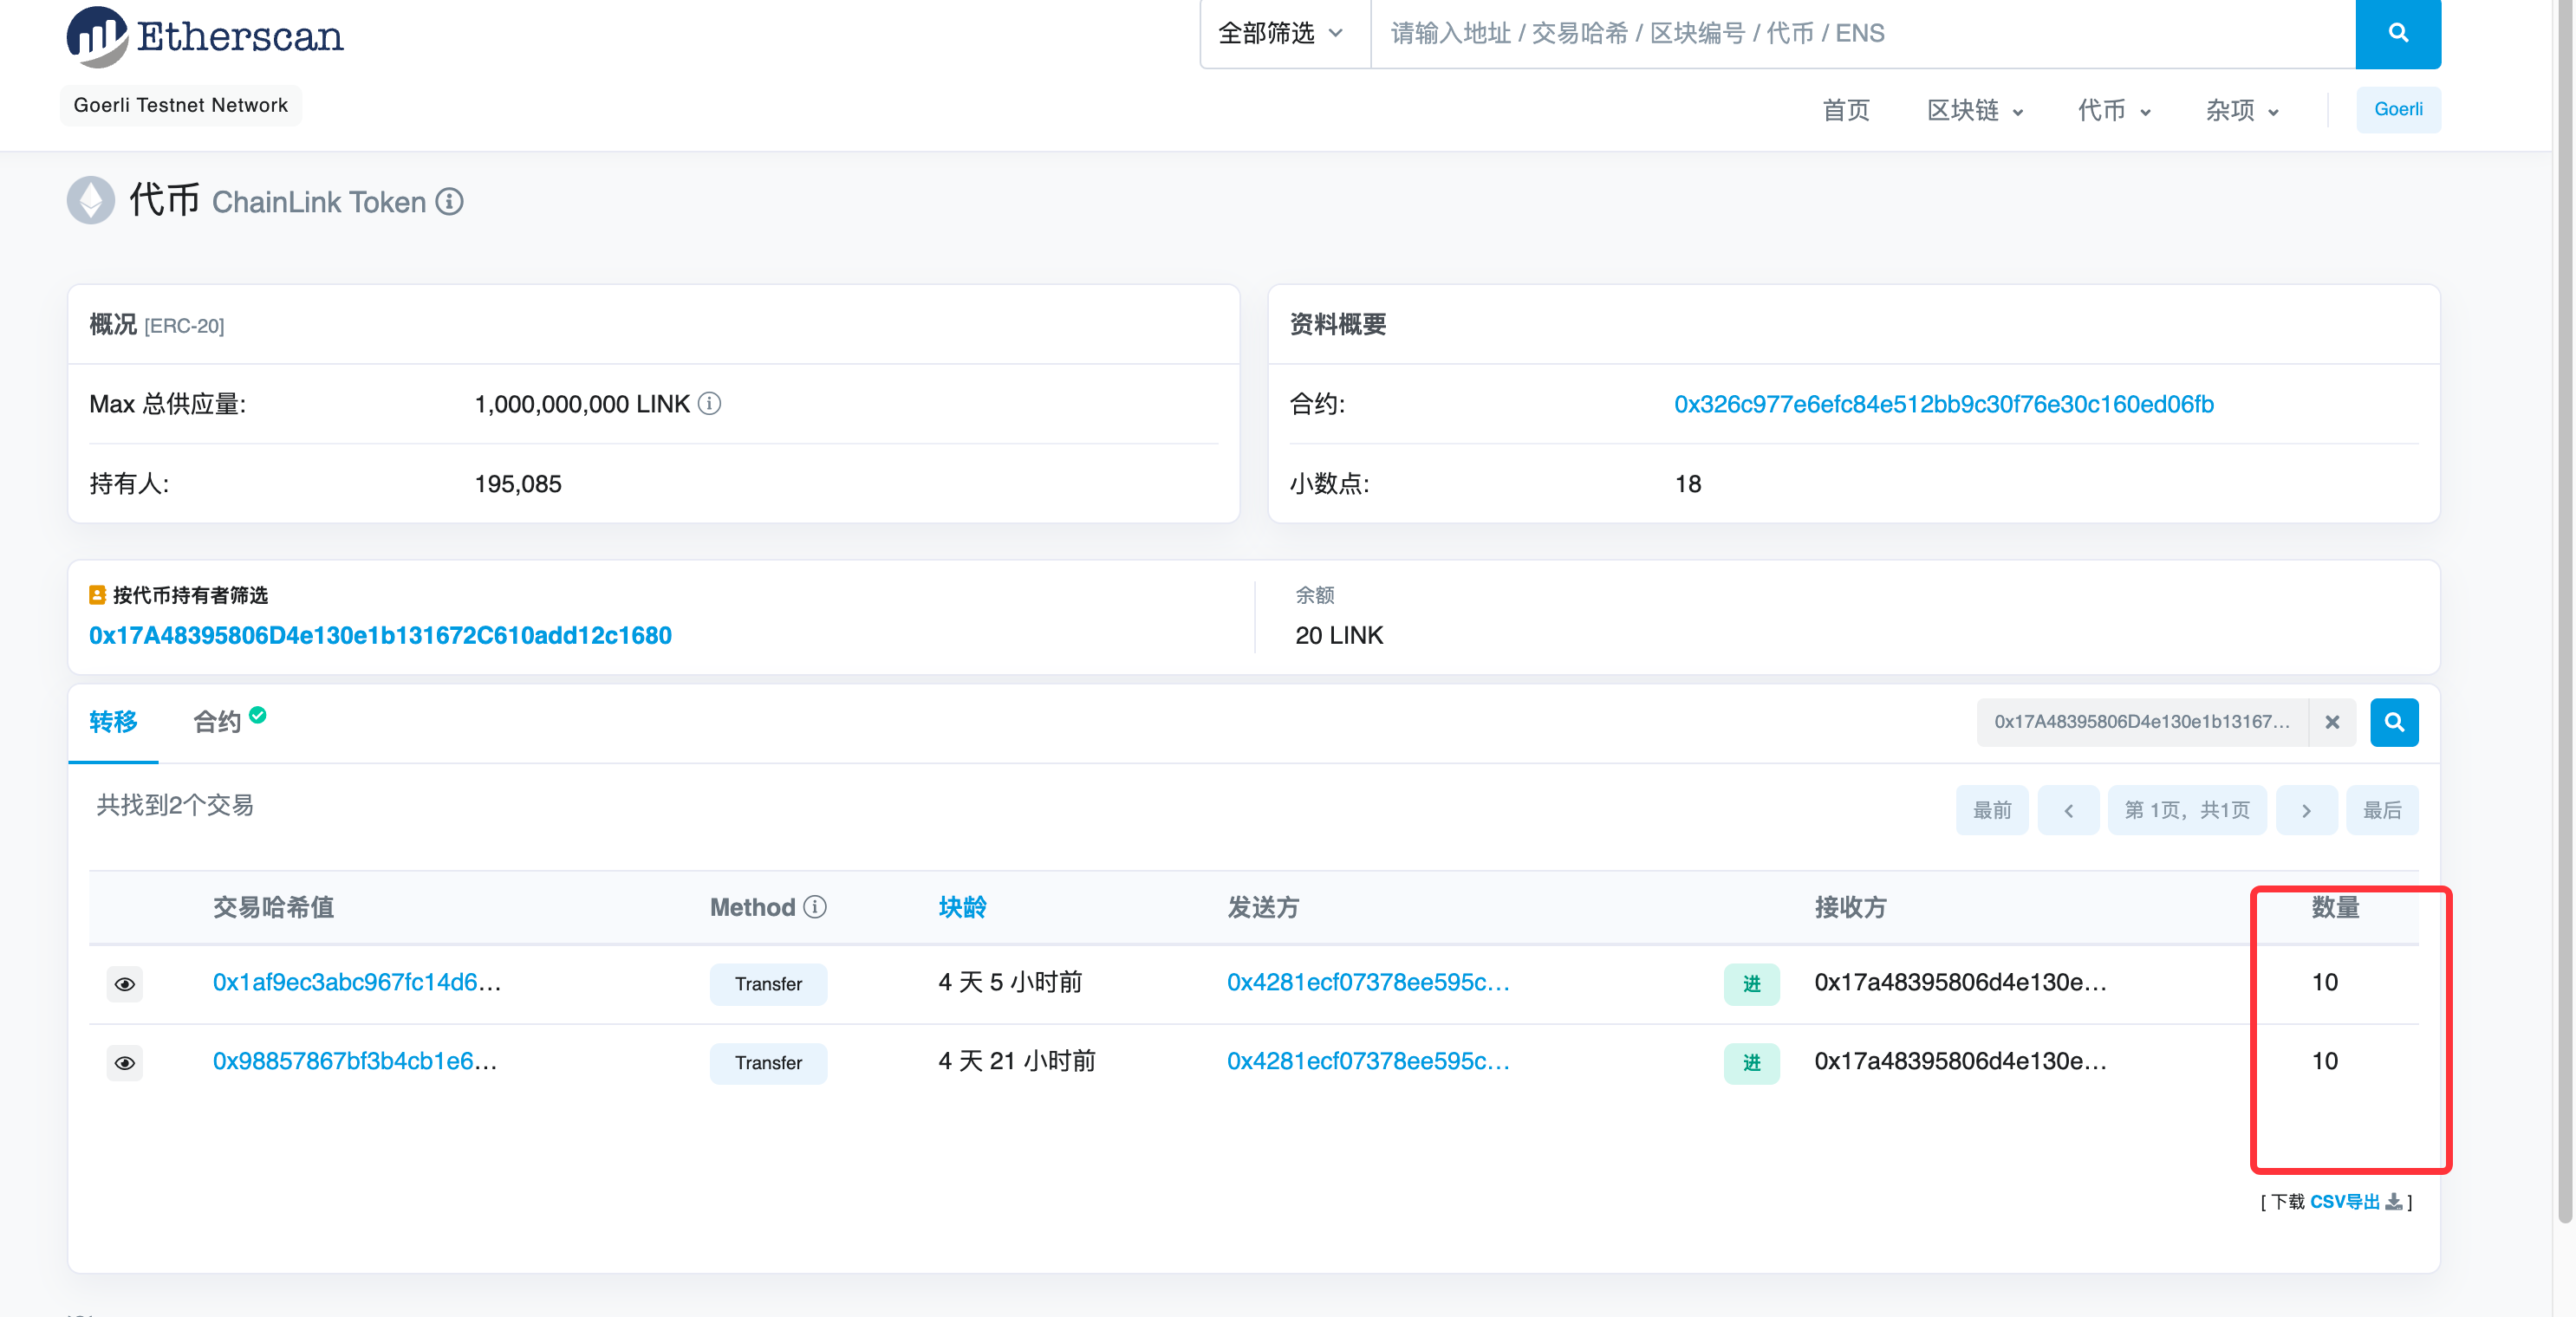 Etherscan
全部筛选
请输入地址 / 交易哈希 / 区块编号 / 代币 / ENS
Goerli Testnet Network
首页 区块链 代币 杂项 Goerli
代币 ChainLink Token
概况 [ERC-20]
Max 总供应量: 1,000,000,000 LINK
持有人: 195,085
资料概要
合约: 0x326c977e6efc84e512bb9c30f76e30c160ed06fb
小数点: 18
按代币持有者筛选
0x17A48395806D4e130e1b131672C610add12c1680
余额
20 LINK
转移 合约 0x17A48395806D4e130e1b13167...
共找到2个交易
最前 第 1页，共1页 最后
交易哈希值 Method 块龄 发送方 接收方 数量
0x1af9ec3abc967fc14d6... Transfer 4 天 5 小时前 0x4281ecf07378ee595c... 进 0x17a48395806d4e130e... 10
0x98857867bf3b4cb1e6... Transfer 4 天 21 小时前 0x4281ecf07378ee595c... 进 0x17a48395806d4e130e... 10
[ 下载 CSV导出 ]